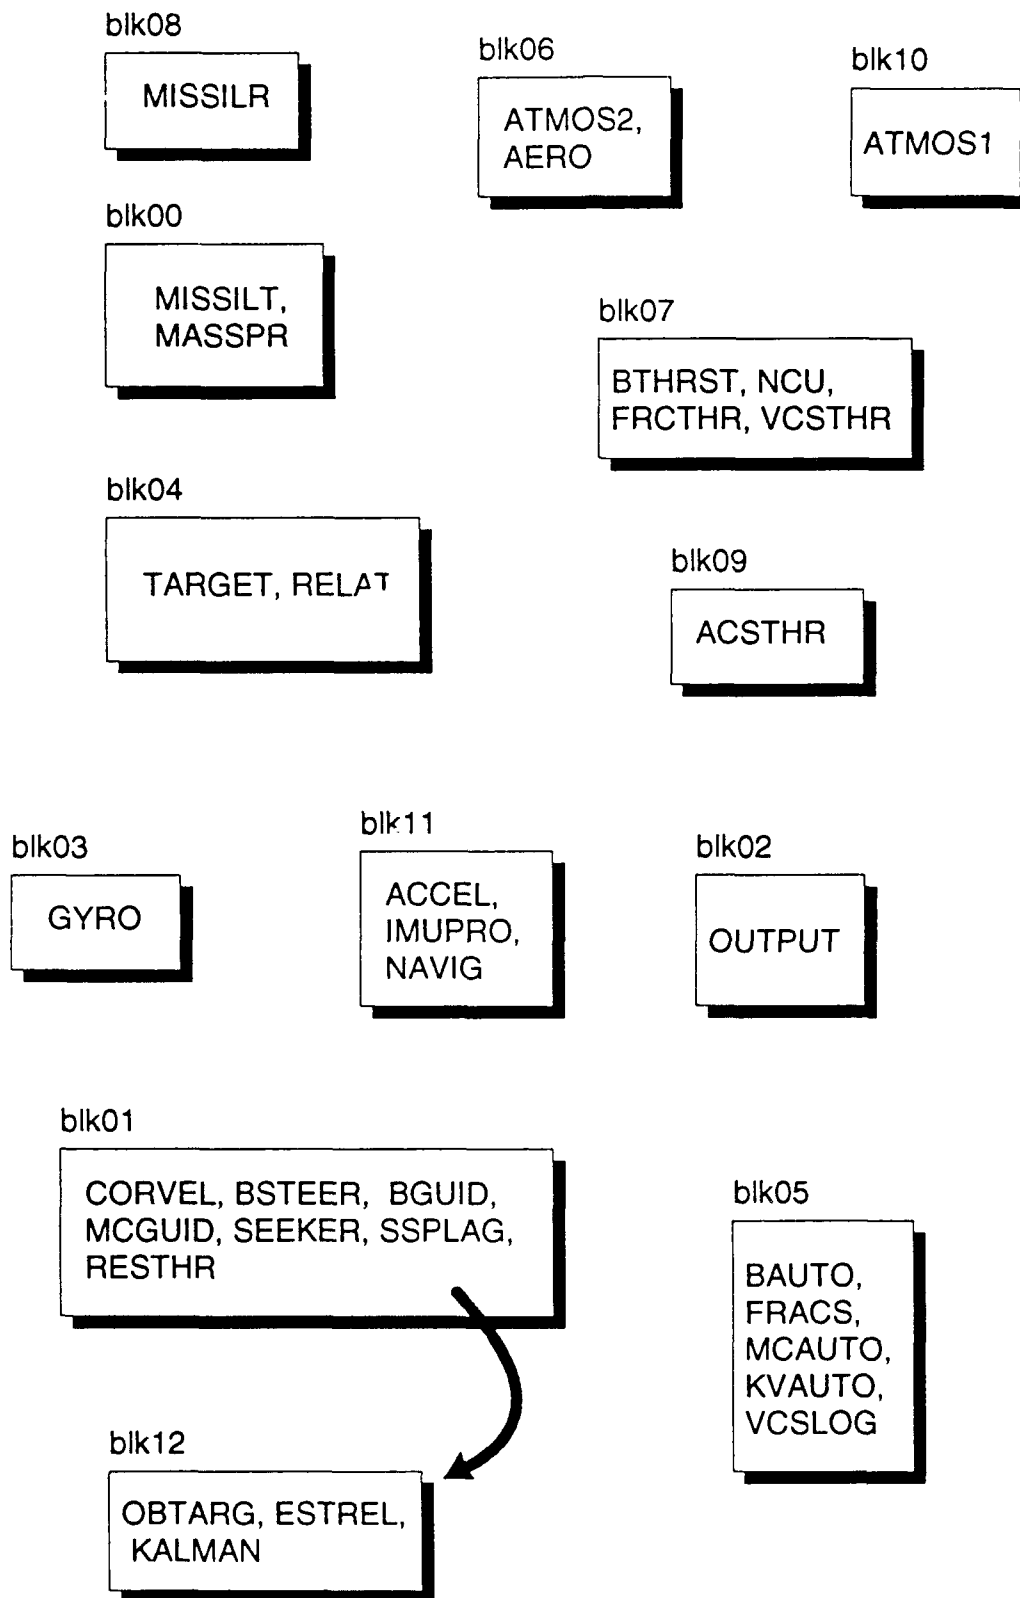 blk08
MISSILR
blk06
ATMOS2,
AERO
blk10
ATMOS1
blk00
MISSILT,
MASSPR
blk07
BTHRST, NCU,
FRCTHR, VCSTHR
blk04
TARGET, RELAT
blk09
ACSTHR
blk03
GYRO
blk11
ACCEL,
IMUPRO,
NAVIG
blk02
OUTPUT
blk01
CORVEL, BSTEER, BGUID,
MCGUID, SEEKER, SSPLAG,
RESTHR
blk05
BAUTO,
FRACS,
MCAUTO,
KVAUTO,
VCSLOG
blk12
OBTARG, ESTREL,
KALMAN